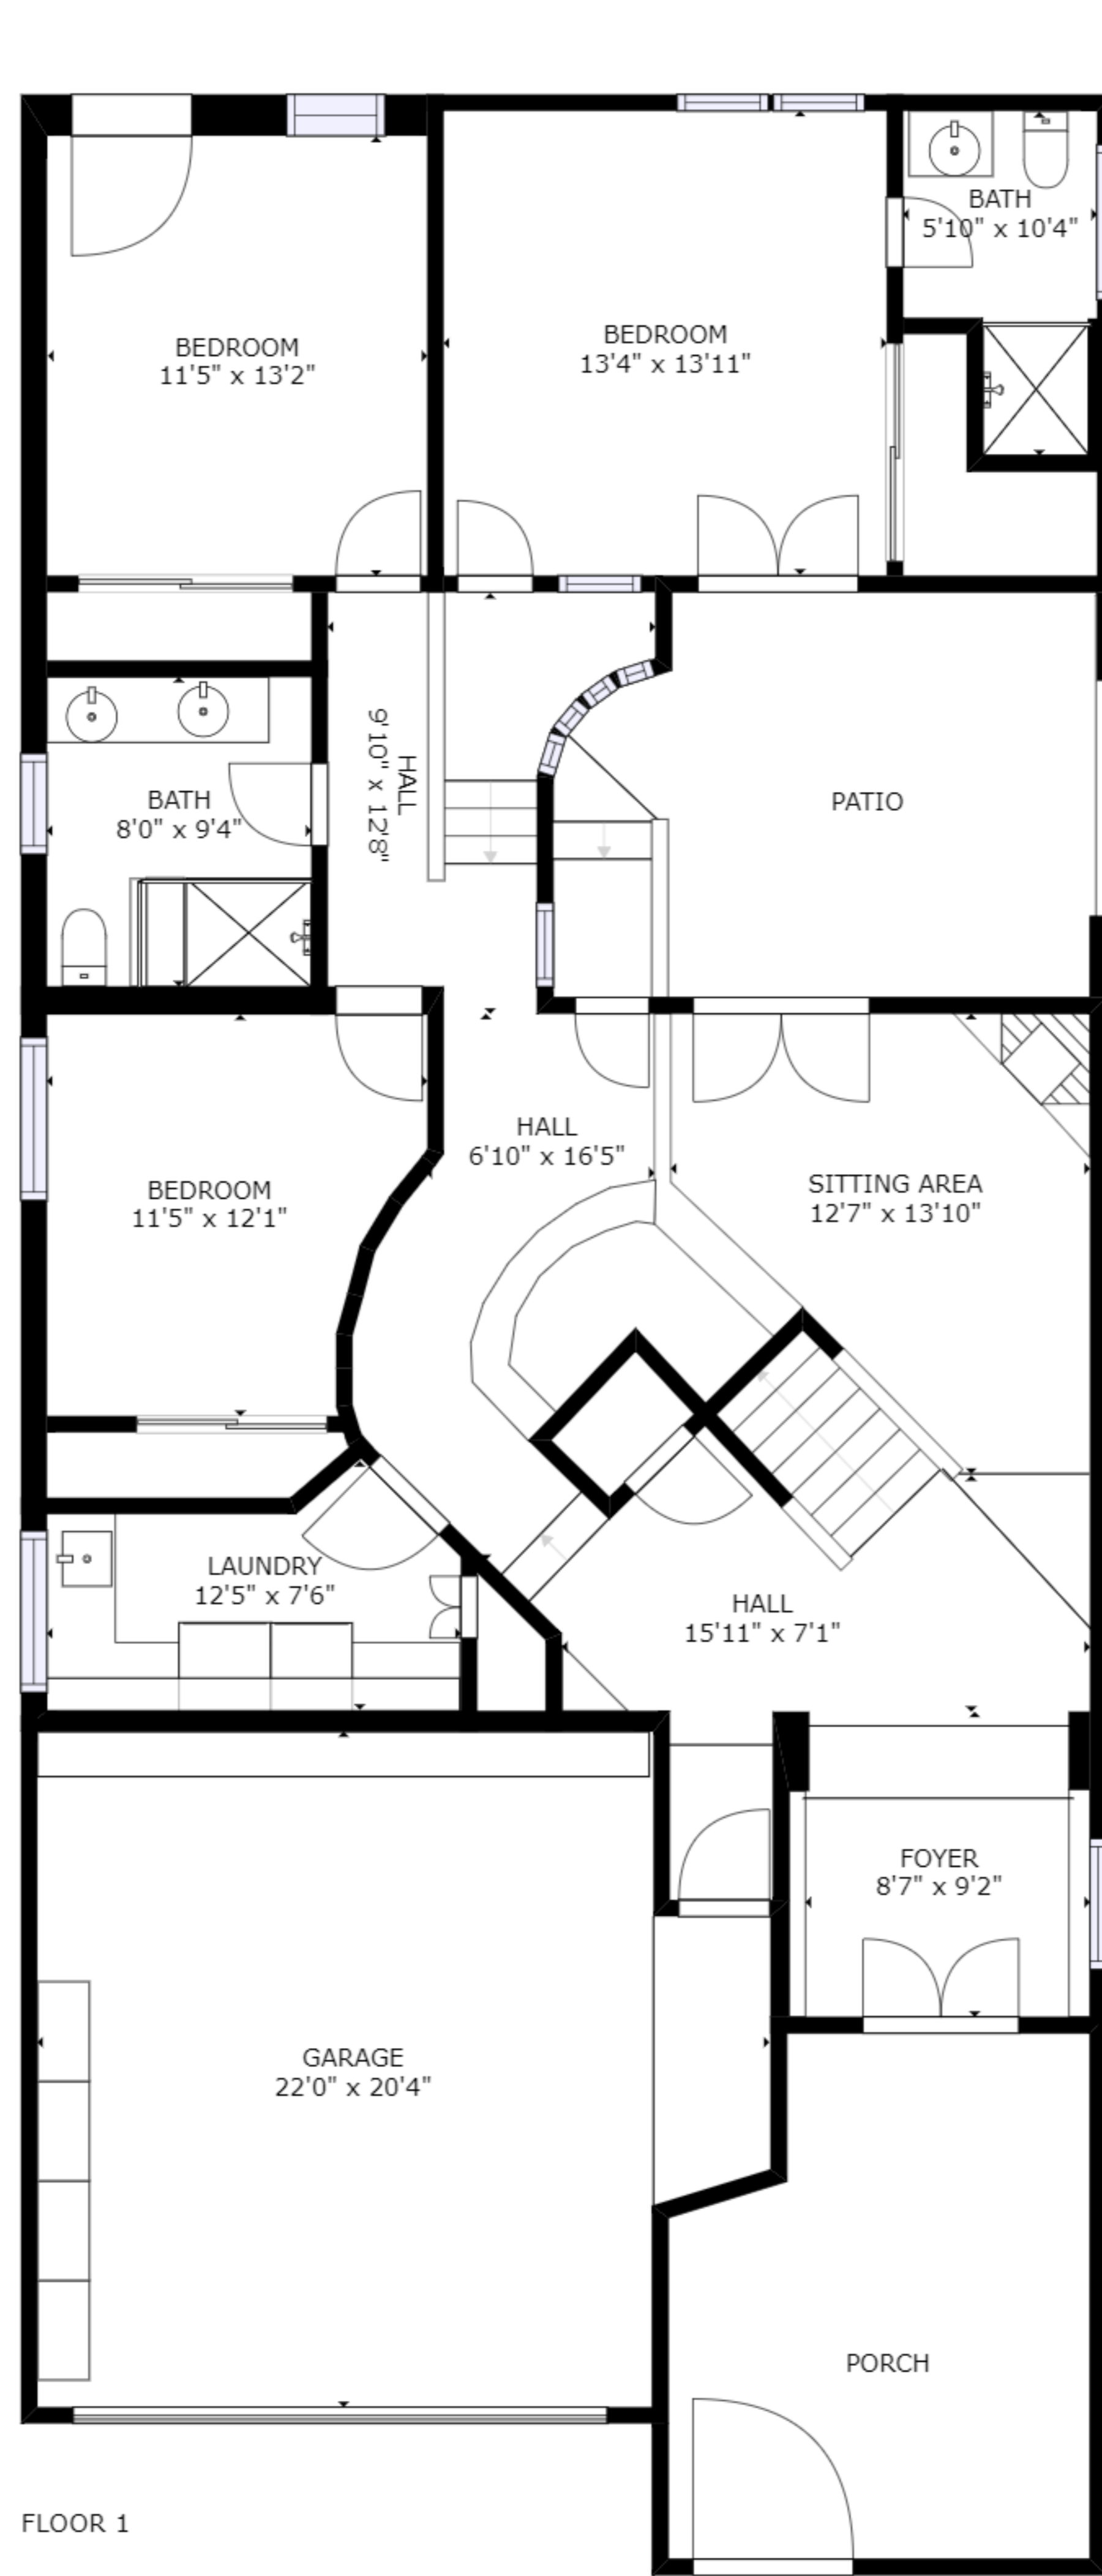 BATH
5'10" x 10'4"
BEDROOM
11'5" x 13'2"
BEDROOM
13'4" x 13'11"
HALL
9'10" x 12'8"
BATH
8'0" x 9'4"
PATIO
HALL
6'10" x 16'5"
SITTING AREA
12'7" x 13'10"
BEDROOM
11'5" x 12'1"
LAUNDRY
12'5" x 7'6"
HALL
15'11" x 7'1"
FOYER
8'7" x 9'2"
GARAGE
22'0" x 20'4"
PORCH
FLOOR 1